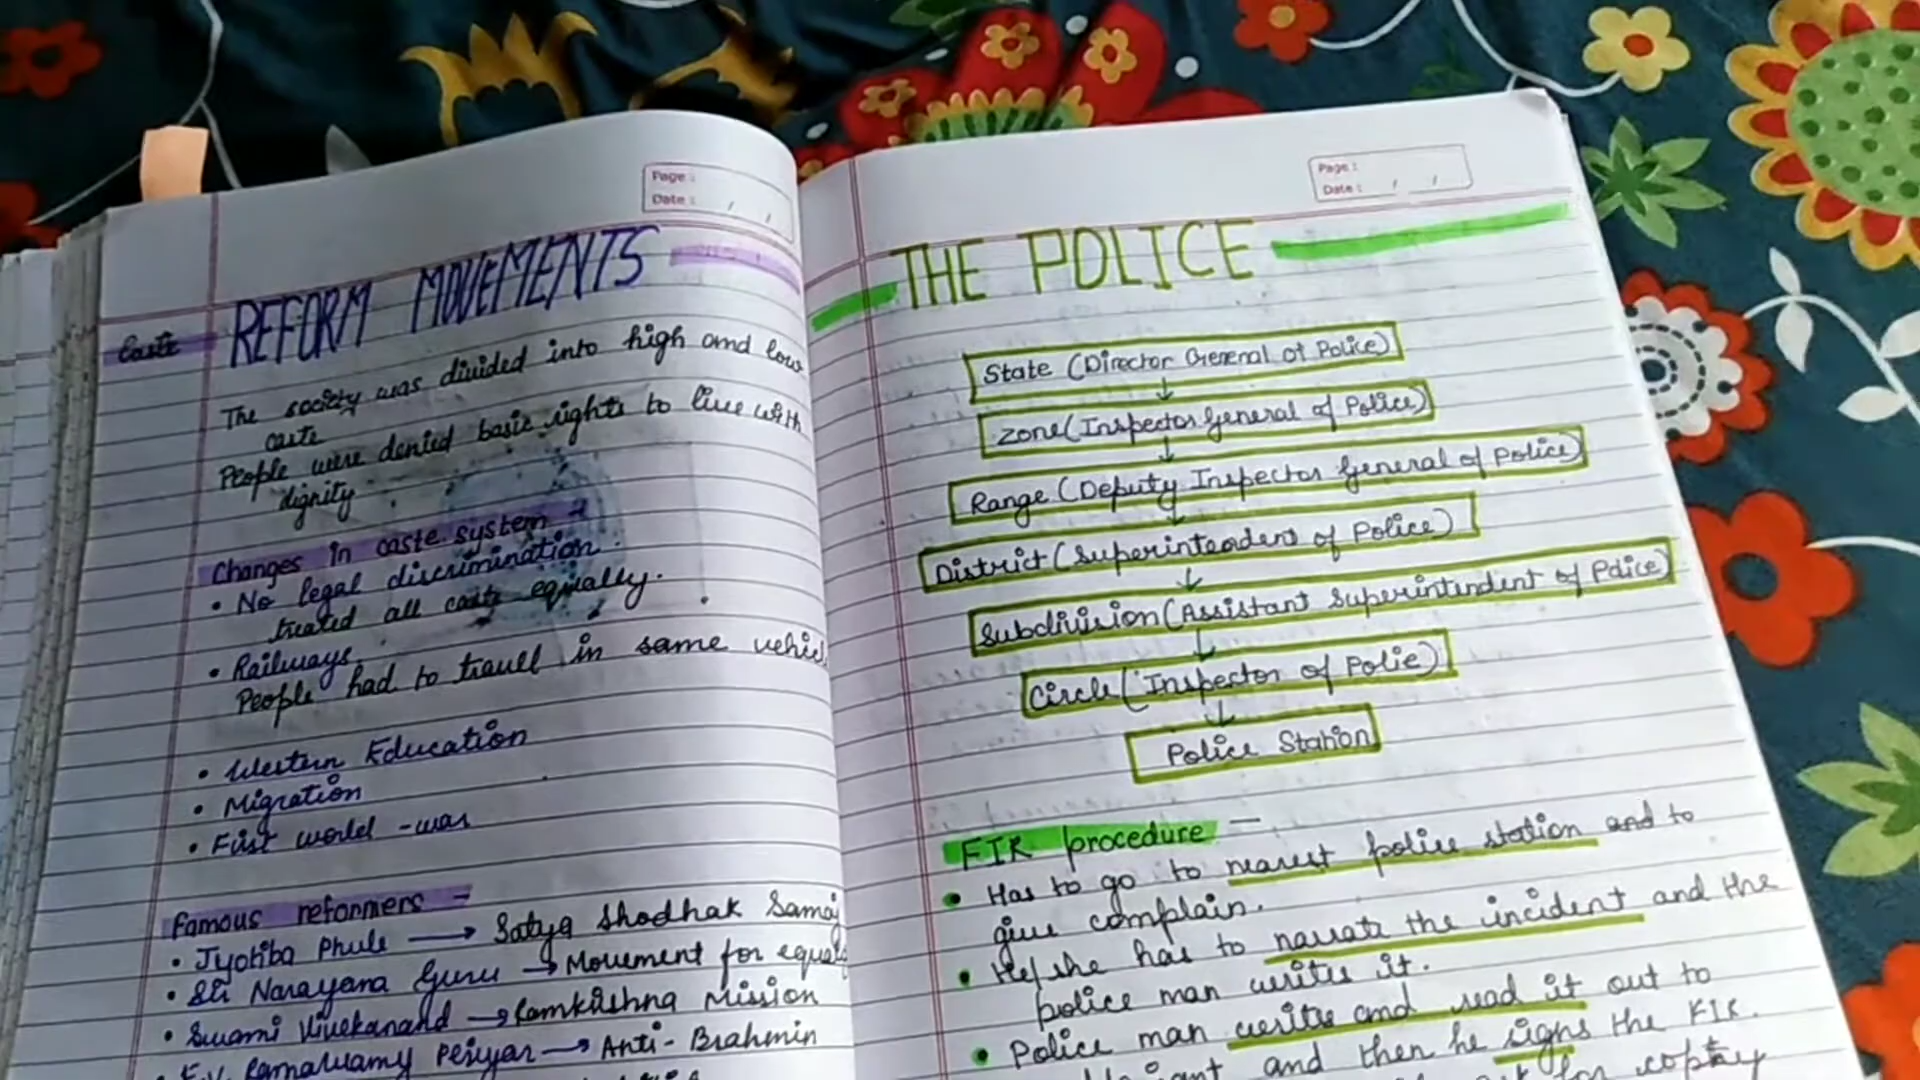 Page :
Date : / /
REFORM MOVEMENTS
Caste
The society was divided into high and low
caste
People were denied basic rights to live with
dignity.
Changes in caste system →
• No legal discrimination.
treated all caste equally.
• Railways.
People had to travell in same vehic
• Western Education
• Migration
• First world - war
Famous reformers -
• Jyotiba Phule → Satya Shodhak Samaj
• Sri Narayana Guru → Movement for equal
• Swami Vivekanand → Ramkrishna Mission
• E.V. Ramaswamy Periyar → Anti - Brahmin
Page :
Date : / /
THE POLICE
State (Director General of Police)
↓
Zone (Inspector General of Police)
↓
Range (Deputy Inspector General of Police)
↓
District (Superintendent of Police)
↓
Subdivision (Assistant Superintendent of Police)
↓
Circle (Inspector of Polie)
↓
Police Station
FIR procedure —
• Has to go to nearest police station and to
give complain.
• He/she has to narrate the incident and the
police man writes it.
• Police man write and read it out to
and then he signs the FIR.
for coptey